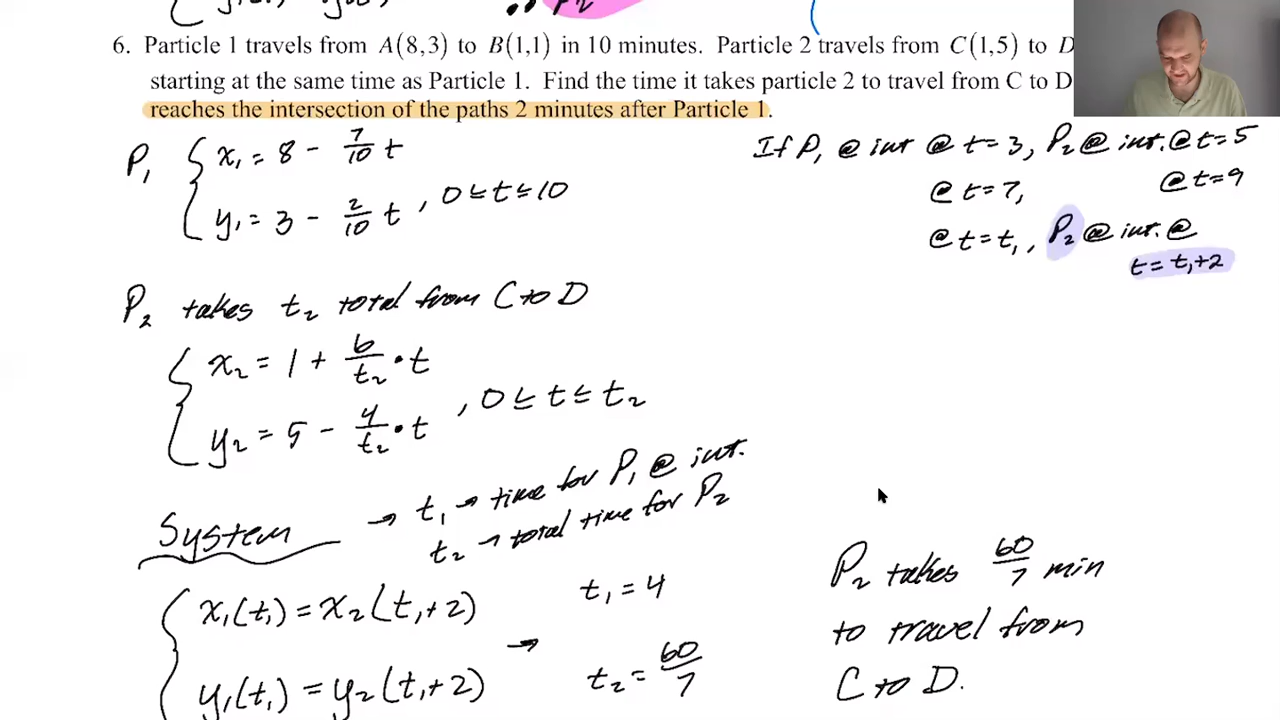 6. Particle 1 travels from A(8,3) to B(1,1) in 10 minutes. Particle 2 travels from C(1,5) to D
starting at the same time as Particle 1. Find the time it takes particle 2 to travel from C to D
reaches the intersection of the paths 2 minutes after Particle 1.
P₁ { x₁ = 8 - 7/10 t
y₁ = 3 - 2/10 t , 0 ≤ t ≤ 10
If P₁ @ int @ t=3, P₂ @ int. @ t=5
@ t=7, @ t=9
@ t=t₁, P₂ @ int. @
t=t₁+2
P₂ takes t₂ total from C to D
{ x₂ = 1 + 6/t₂ · t
y₂ = 5 - 4/t₂ · t , 0 ≤ t ≤ t₂
System → t₁ → time for P₁ @ int.
t₂ → total time for P₂
{ x₁(t₁) = x₂(t₁+2)
y₁(t₁) = y₂(t₁+2)
→ t₁ = 4
t₂ = 60/7
P₂ takes 60/7 min
to travel from
C to D.